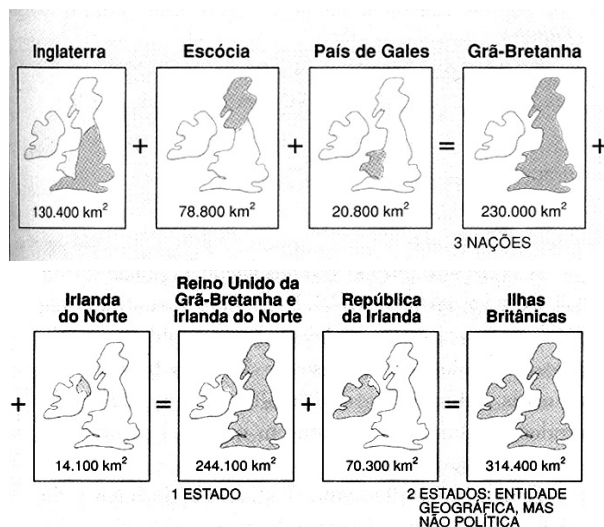 Inglaterra
Escócia
País de Gales
Grã-Bretanha
+
+
=
+
130.400 km²
78.800 km²
20.800 km²
230.000 km²
3 NAÇÕES
Irlanda
do Norte
Reino Unido da
Grã-Bretanha e
Irlanda do Norte
República
da Irlanda
Ilhas
Britânicas
+
=
+
=
14.100 km²
244.100 km²
70.300 km²
314.400 km²
1 ESTADO
2 ESTADOS: ENTIDADE
GEOGRÁFICA, MAS
NÃO POLÍTICA